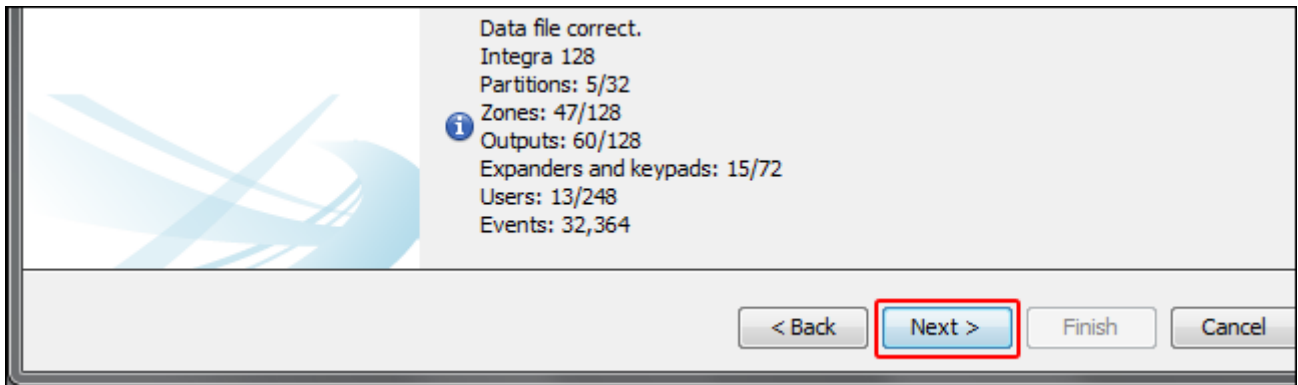 Data file correct.
Integra 128
Partitions: 5/32
Zones: 47/128
Outputs: 60/128
Expanders and keypads: 15/72
Users: 13/248
Events: 32,364
< Back Next > Finish Cancel